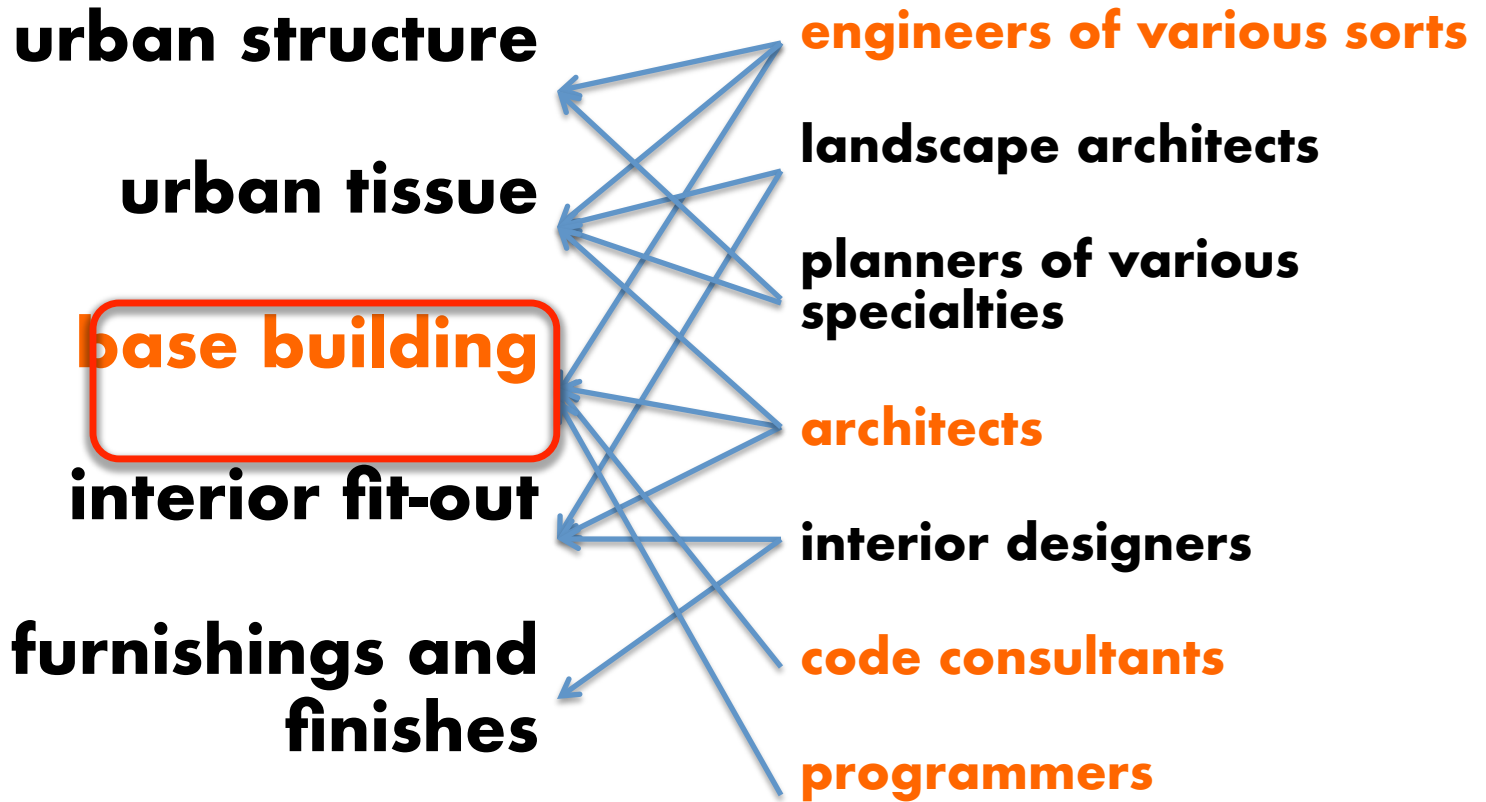 urban structure
urban tissue
base building
interior fit-out
furnishings and
finishes
engineers of various sorts
landscape architects
planners of various
specialties
architects
interior designers
code consultants
programmers